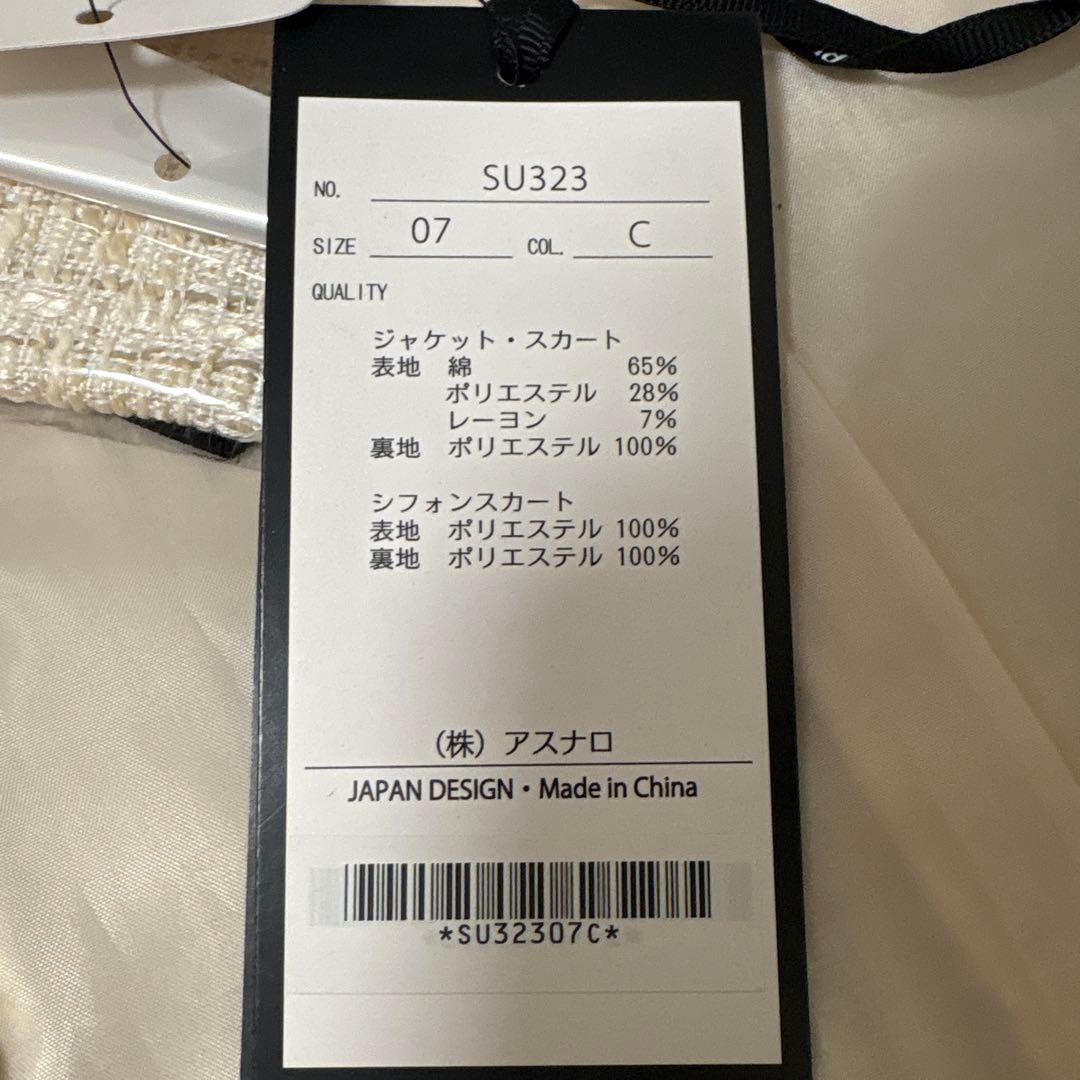 NO. SU323
SIZE 07 COL. C
QUALITY
ジャケット・スカート
表地 綿 65%
ポリエステル 28%
レーヨン 7%
裏地 ポリエステル 100%
シフォンスカート
表地 ポリエステル 100%
裏地 ポリエステル 100%
(株) アスナロ
JAPAN DESIGN・Made in China
*SU32307C*